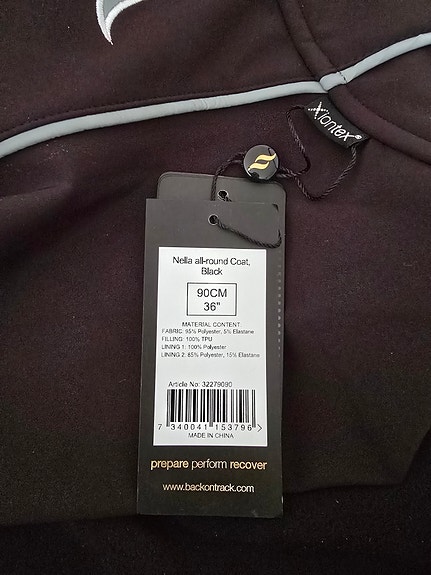 Xiontex®
Nella all-round Coat,
Black
90CM
36"
MATERIAL CONTENT
FABRIC: 95% Polyester, 5% Elastane
FILLING: 100% TPU
LINING 1: 100% Polyester
LINING 2: 85% Polyester, 15% Elastane
Article No: 32279090
7 340041 153796 >
MADE IN CHINA
prepare perform recover
www.backontrack.com